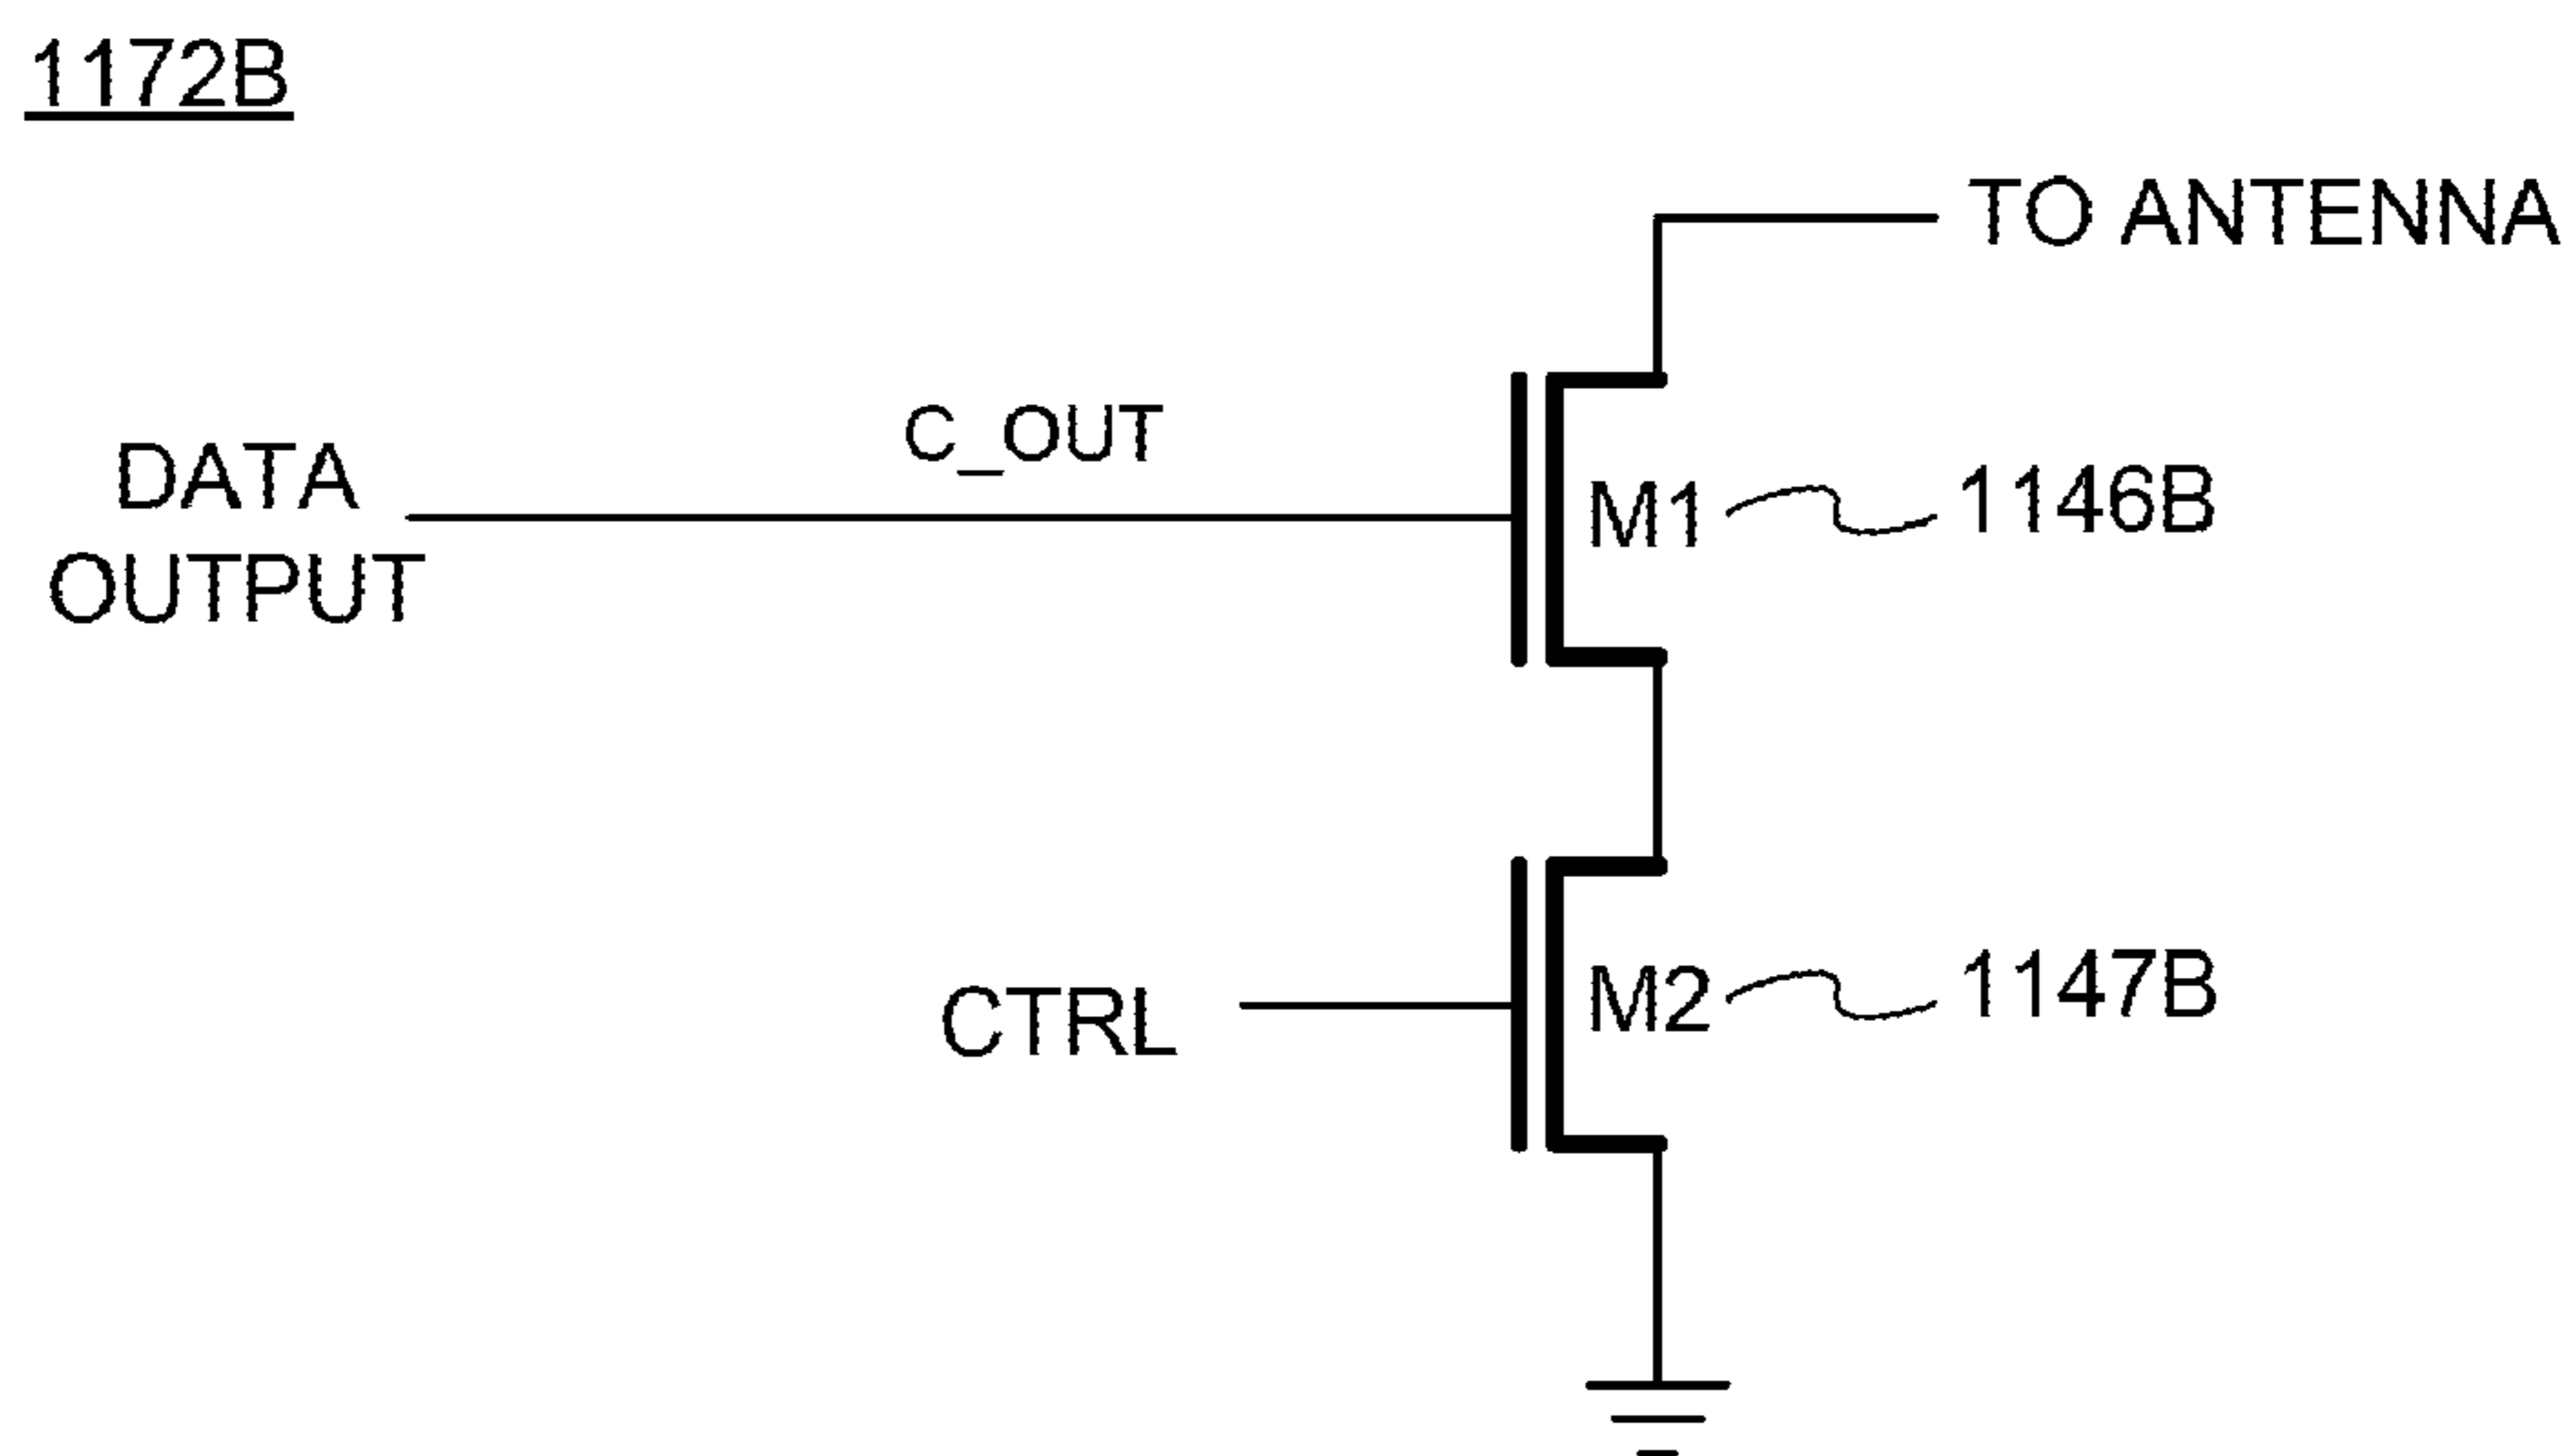 1172B
TO ANTENNA
C_OUT
DATA
OUTPUT
M1
1146B
CTRL
M2
1147B